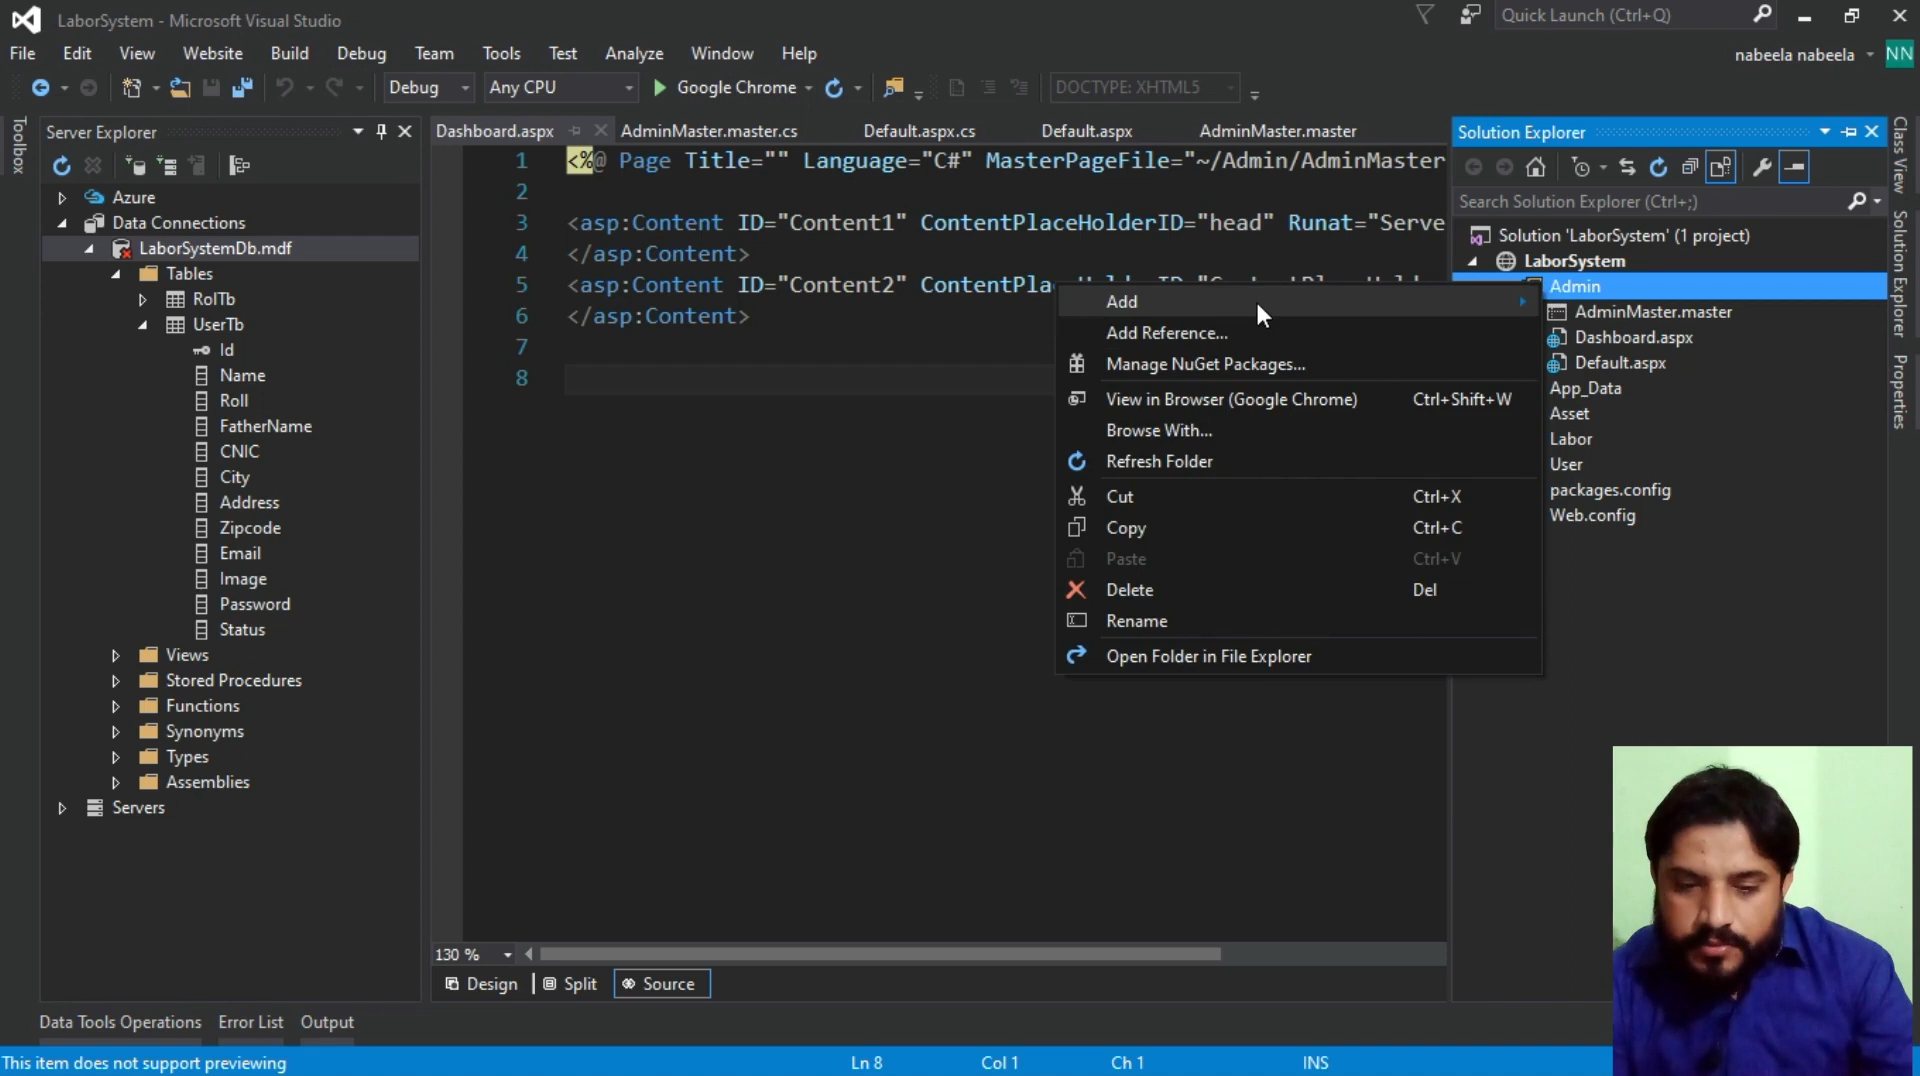 LaborSystem - Microsoft Visual Studio
Quick Launch (Ctrl+Q)
File Edit View Website Build Debug Team Tools Test Analyze Window Help
nabeela nabeela NN
Debug Any CPU Google Chrome DOCTYPE: XHTML5
Toolbox
Server Explorer
Azure
Data Connections
LaborSystemDb.mdf
Tables
RolTb
UserTb
Id
Name
Roll
FatherName
CNIC
City
Address
Zipcode
Email
Image
Password
Status
Views
Stored Procedures
Functions
Synonyms
Types
Assemblies
Servers
Dashboard.aspx AdminMaster.master.cs Default.aspx.cs Default.aspx AdminMaster.master
1 <%@ Page Title="" Language="C#" MasterPageFile="~/Admin/AdminMaster
2
3 <asp:Content ID="Content1" ContentPlaceHolderID="head" Runat="Serve
4 </asp:Content>
5 <asp:Content ID="Content2" ContentPla
6 </asp:Content>
7
8
Add
Add Reference...
Manage NuGet Packages...
View in Browser (Google Chrome) Ctrl+Shift+W
Browse With...
Refresh Folder
Cut Ctrl+X
Copy Ctrl+C
Paste Ctrl+V
Delete Del
Rename
Open Folder in File Explorer
Solution Explorer
Search Solution Explorer (Ctrl+;)
Solution 'LaborSystem' (1 project)
LaborSystem
Admin
AdminMaster.master
Dashboard.aspx
Default.aspx
App_Data
Asset
Labor
User
packages.config
Web.config
Class View
Solution Explorer
Properties
130 %
Design Split Source
Data Tools Operations Error List Output
This item does not support previewing Ln 8 Col 1 Ch 1 INS